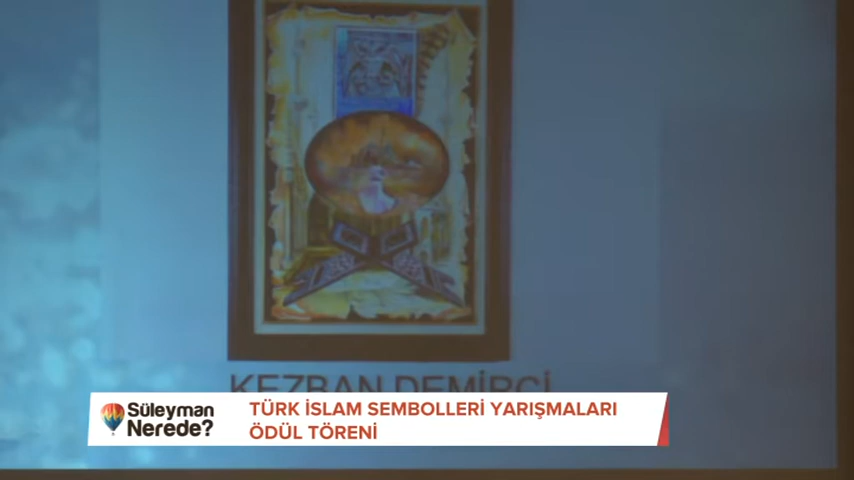 KEZBAN DEMİRCİ
Süleyman
Nerede?
TÜRK İSLAM SEMBOLLERİ YARIŞMALARI
ÖDÜL TÖRENİ